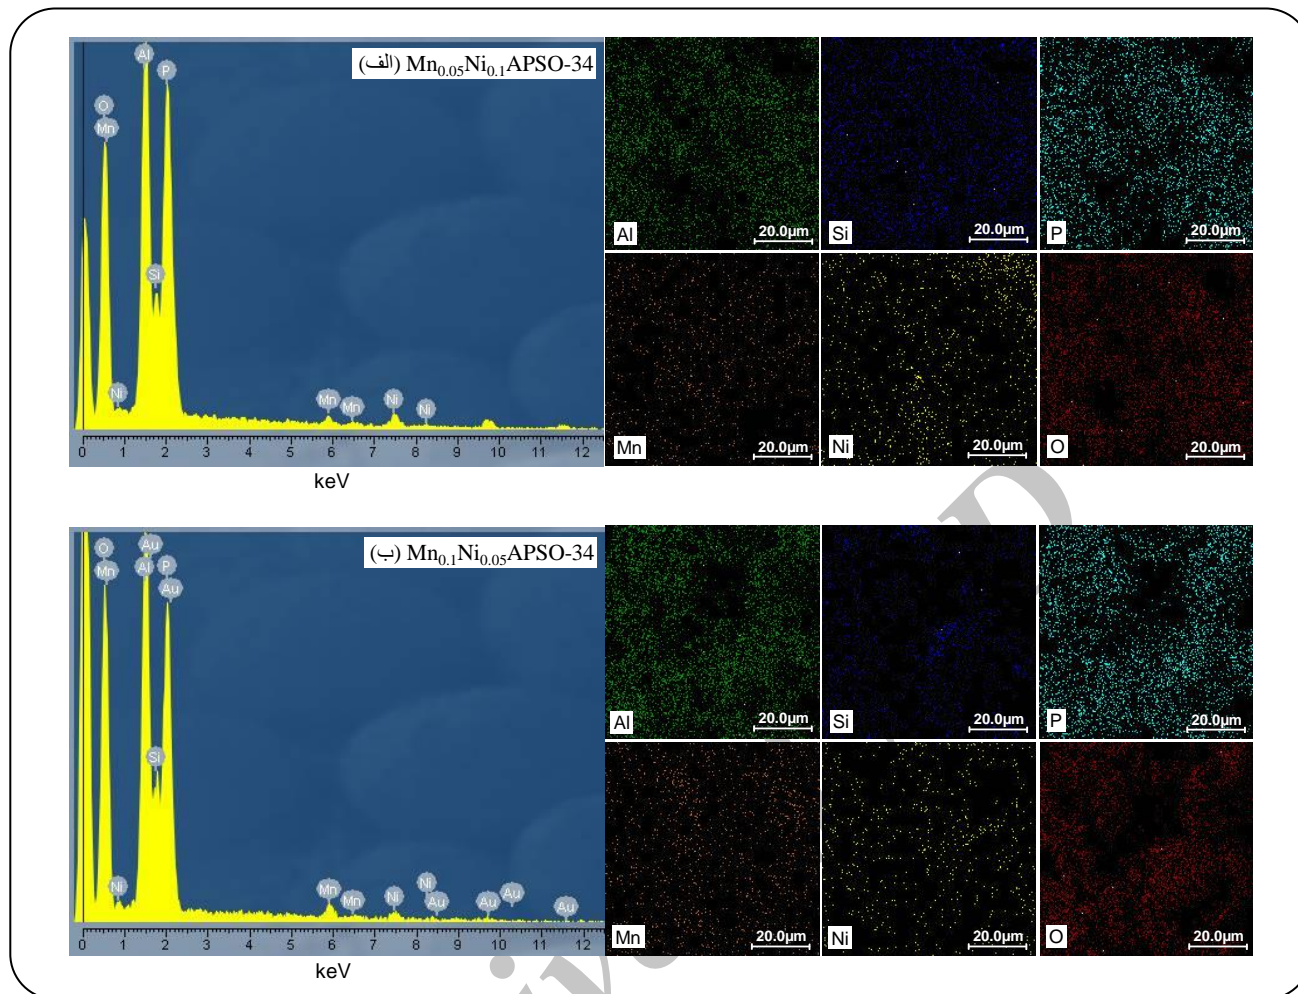 (الف) Mn0.05Ni0.1APSO-34
Al
P
O
Mn
Si
Ni
Mn
Mn
Ni
Ni
0 1 2 3 4 5 6 7 8 9 10 11 12
keV
Al 20.0µm
Si 20.0µm
P 20.0µm
Mn 20.0µm
Ni 20.0µm
O 20.0µm
(ب) Mn0.1Ni0.05APSO-34
O
Mn
Au
Al
P
Au
Si
Ni
Mn
Mn
Ni
Ni
Au
Au
Au
Au
0 1 2 3 4 5 6 7 8 9 10 11 12
keV
Al 20.0µm
Si 20.0µm
P 20.0µm
Mn 20.0µm
Ni 20.0µm
O 20.0µm